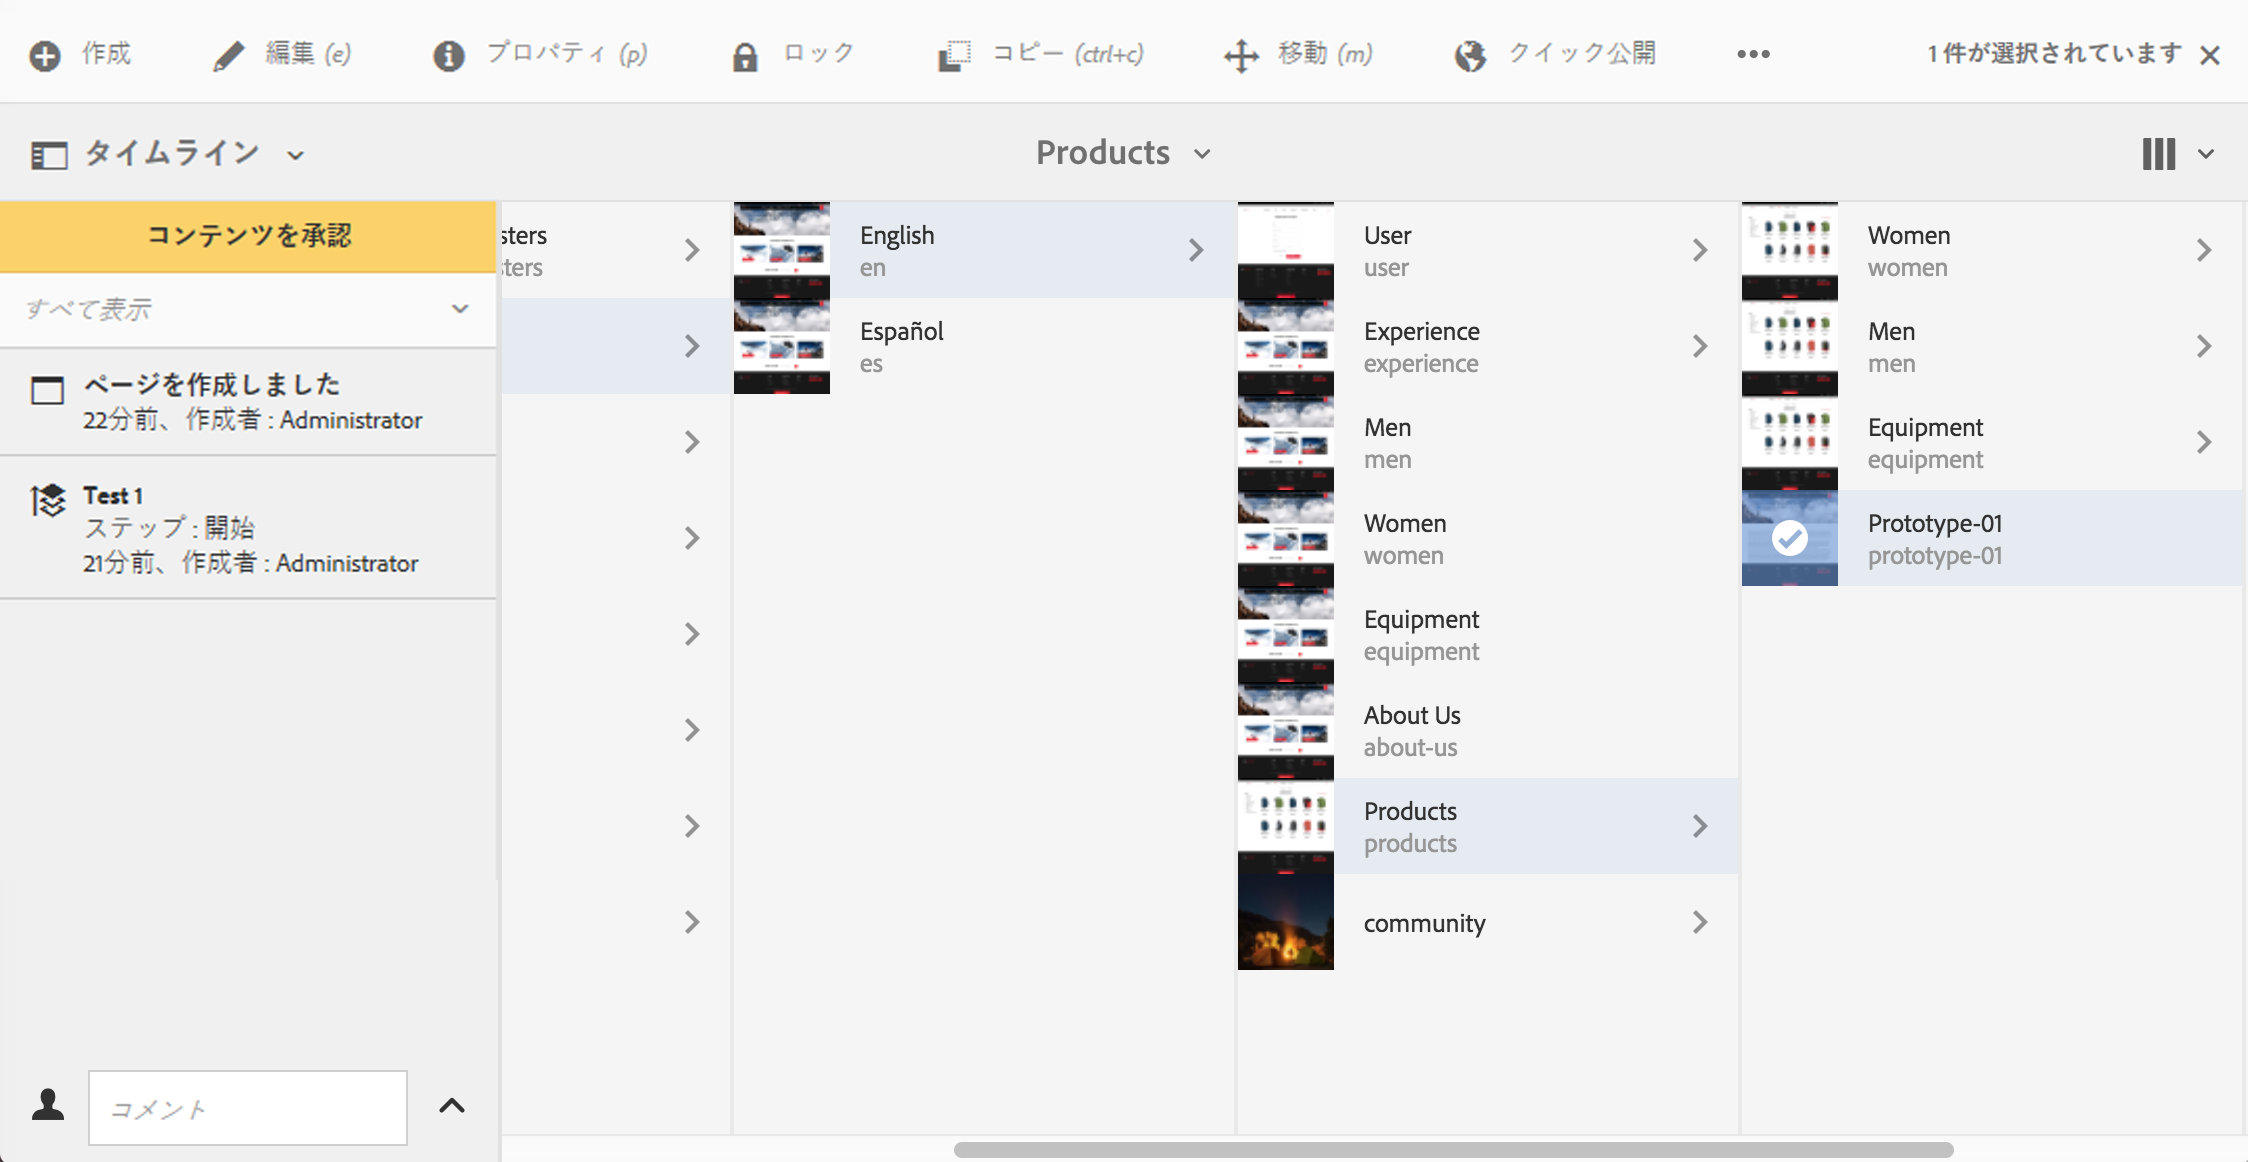 作成
編集 (e)
プロパティ (p)
ロック
コピー (ctrl+c)
移動 (m)
クイック公開
1 件が選択されています
タイムライン
Products
コンテンツを承認
すべて表示
ページを作成しました
22分前、作成者 : Administrator
Test 1
ステップ : 開始
21分前、作成者 : Administrator
コメント
sters
sters
English
en
Español
es
User
user
Experience
experience
Men
men
Women
women
Equipment
equipment
About Us
about-us
Products
products
community
Women
women
Men
men
Equipment
equipment
Prototype-01
prototype-01